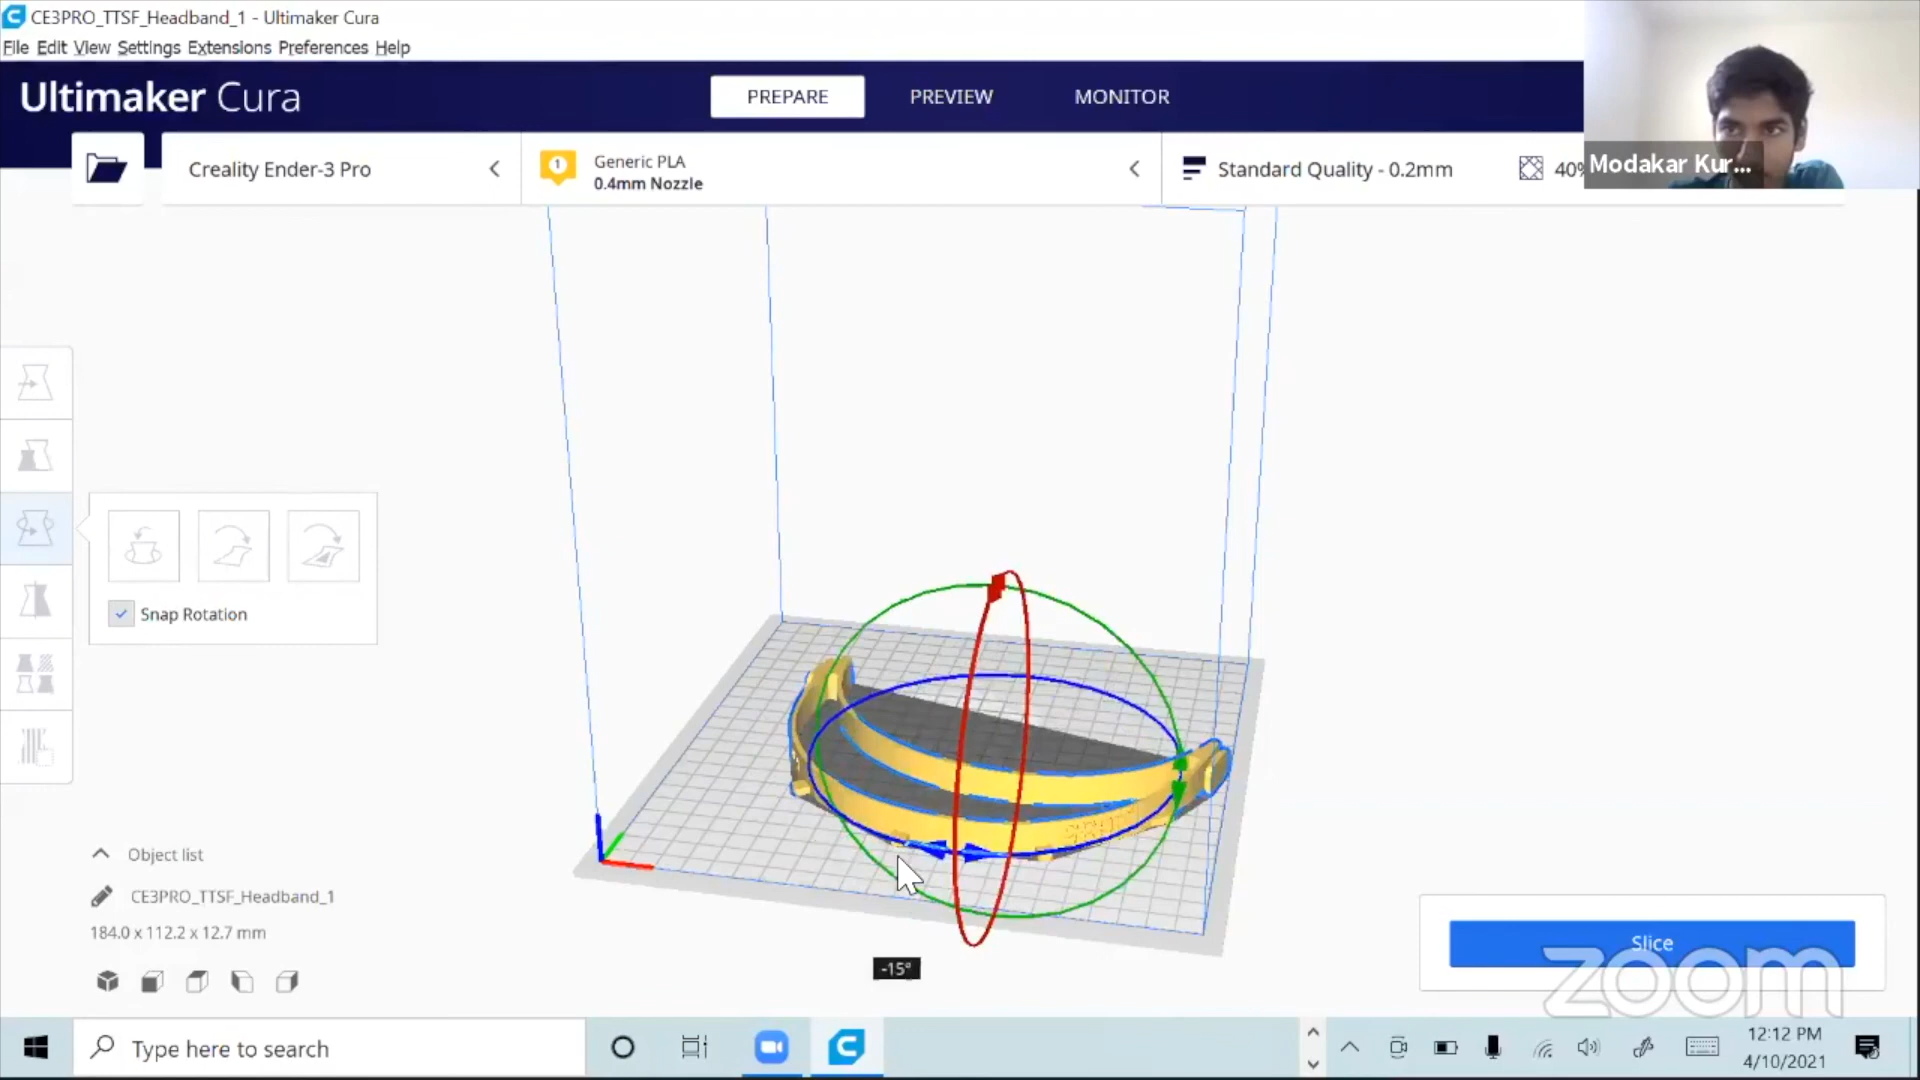 CE3PRO_TTSF_Headband_1 - Ultimaker Cura
File Edit View Settings Extensions Preferences Help
Ultimaker Cura
PREPARE
PREVIEW
MONITOR
Modakar Kur...
Creality Ender-3 Pro
1
Generic PLA
0.4mm Nozzle
Standard Quality - 0.2mm
40%
Snap Rotation
Object list
CE3PRO_TTSF_Headband_1
184.0 x 112.2 x 12.7 mm
-15°
Slice
zoom
Type here to search
12:12 PM
4/10/2021